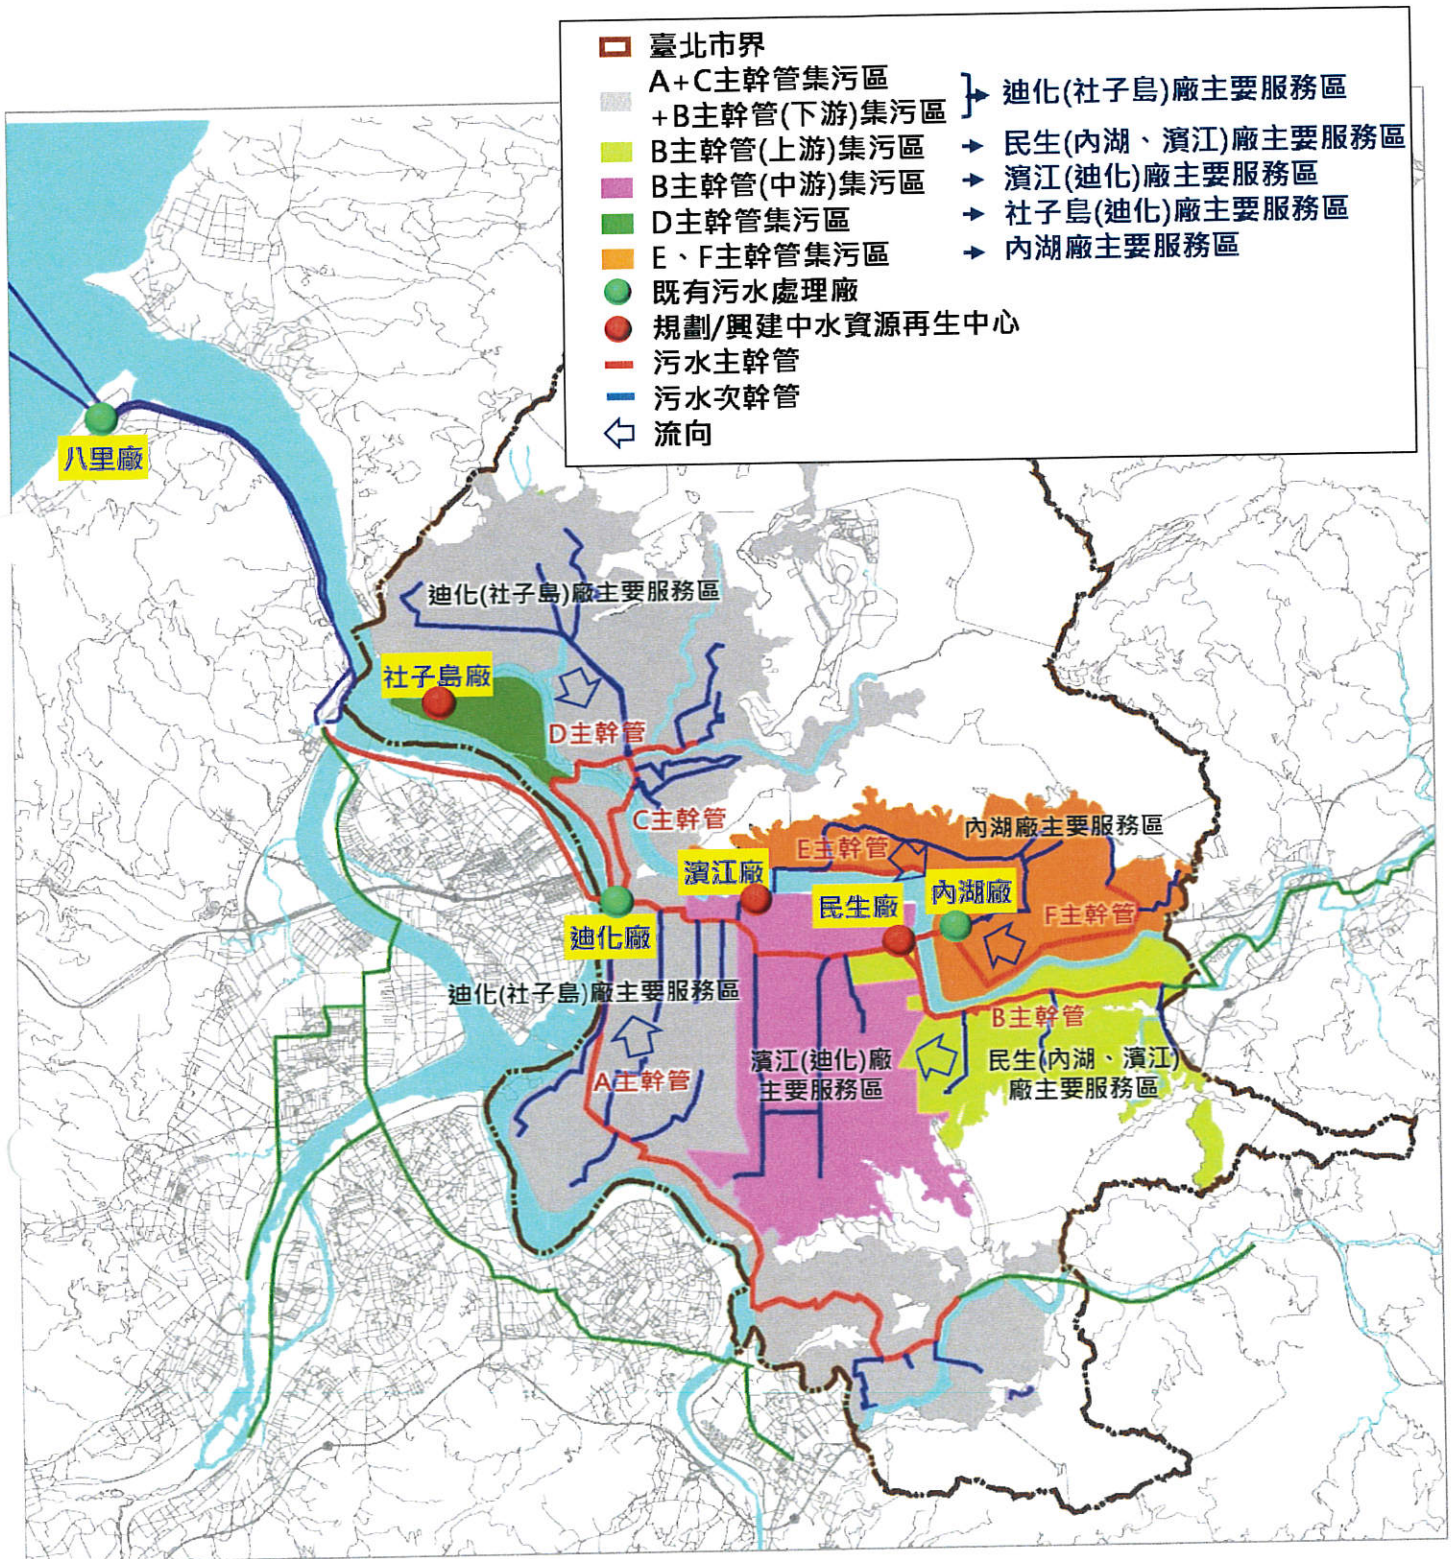 臺北市界
A+C主幹管集污區
+B主幹管(下游)集污區
迪化(社子島)廠主要服務區
B主幹管(上游)集污區
民生(內湖、濱江)廠主要服務區
B主幹管(中游)集污區
濱江(迪化)廠主要服務區
D主幹管集污區
社子島(迪化)廠主要服務區
E、F主幹管集污區
內湖廠主要服務區
既有污水處理廠
規劃/興建中水資源再生中心
污水主幹管
污水次幹管
流向
八里廠
迪化(社子島)廠主要服務區
社子島廠
D主幹管
C主幹管
內湖廠主要服務區
E主幹管
濱江廠
民生廠
內湖廠
F主幹管
迪化廠
迪化(社子島)廠主要服務區
B主幹管
濱江(迪化)廠
主要服務區
民生(內湖、濱江)
廠主要服務區
A主幹管